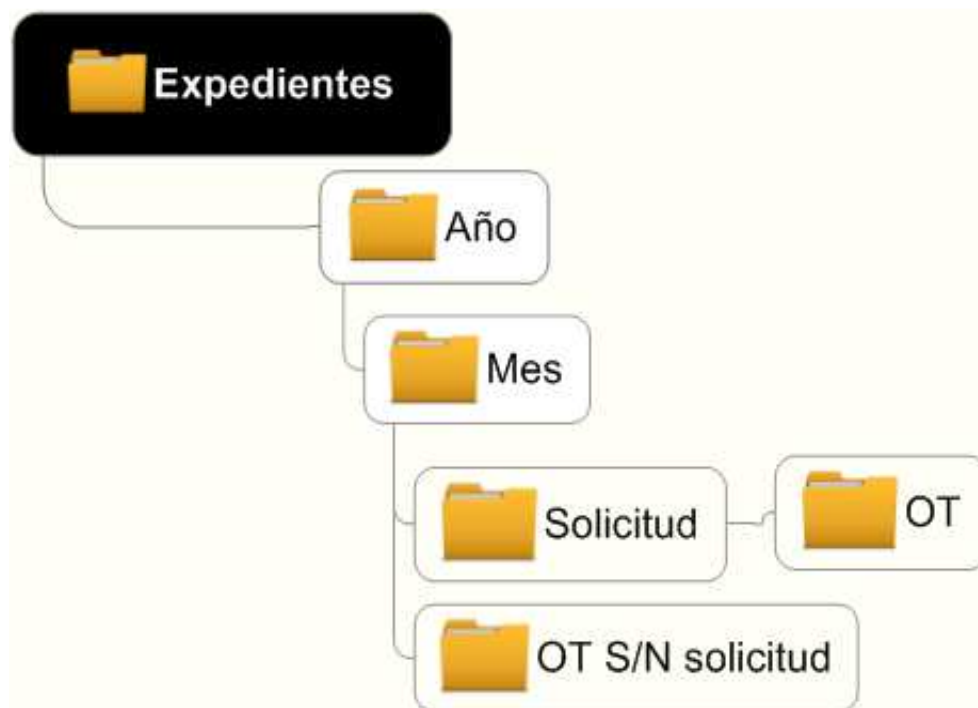 Expedientes
Año
Mes
Solicitud
OT
OT S/N solicitud